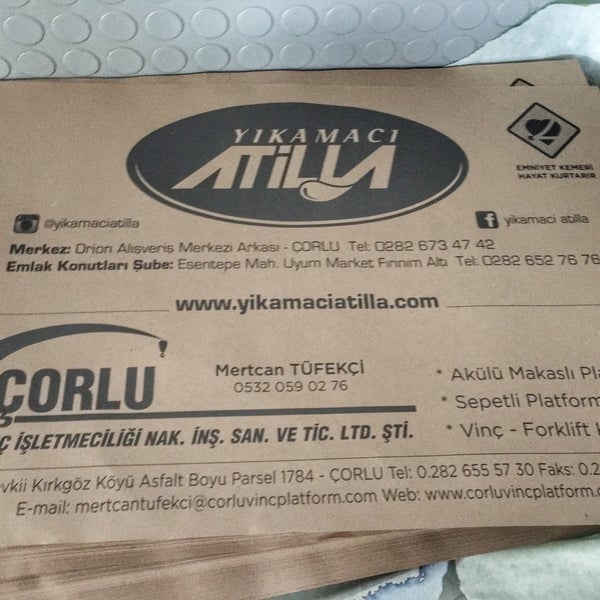 YIKAMACI
ATİLLA
EMNİYET KEMERİ
HAYAT KURTARIR
@yikamaciatilla
yikamaci atilla
Merkez: Orion Alışveriş Merkezi Arkası - ÇORLU Tel: 0282 673 47 42
Emlak Konutları Şube: Esentepe Mah. Uyum Market Fırınım Altı Tel: 0282 652 76 76
www.yikamaciatilla.com
ÇORLU
Mertcan TÜFEKÇİ
0532 059 02 76
Ç İŞLETMECİLİĞİ NAK. İNŞ. SAN. VE TİC. LTD. ŞTİ.
* Akülü Makaslı Pla
* Sepetli Platform
* Vinç - Forklift
vkii Kırkgöz Köyü Asfalt Boyu Parsel 1784 - ÇORLU Tel: 0.282 655 57 30 Faks: 0.2
E-mail: mertcantufekci@corluvincplatform.com Web: www.corluvincplatform.